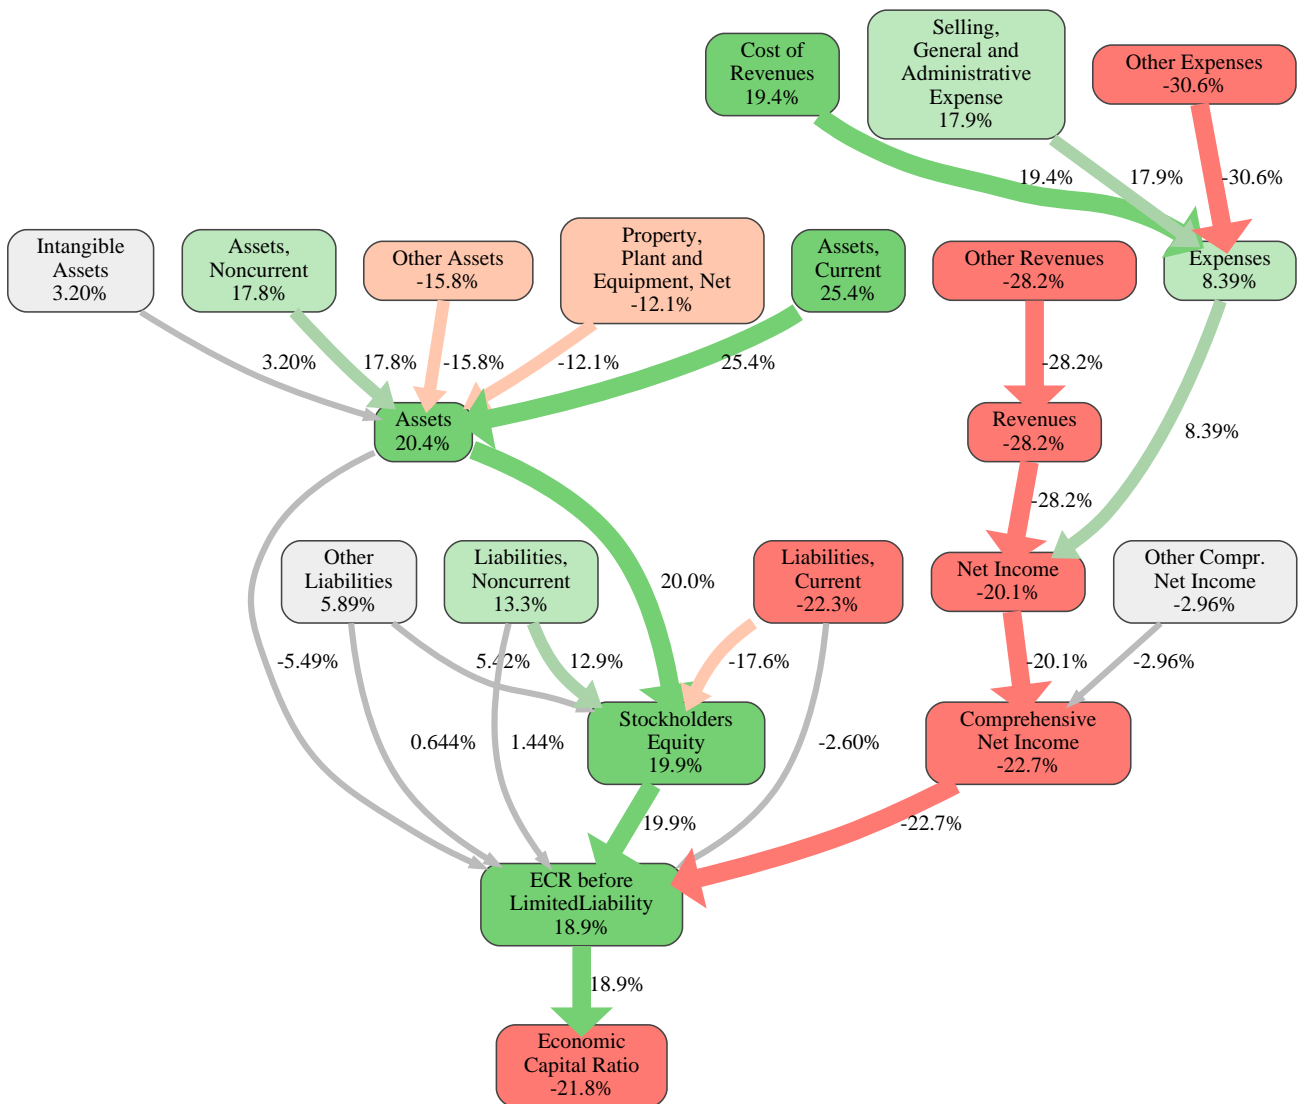 Cost of
Revenues
19.4%
Selling,
General and
Administrative
Expense
17.9%
Other Expenses
-30.6%
19.4%
17.9%
-30.6%
Intangible
Assets
3.20%
Assets,
Noncurrent
17.8%
Other Assets
-15.8%
Property,
Plant and
Equipment, Net
-12.1%
Assets,
Current
25.4%
Other Revenues
-28.2%
Expenses
8.39%
3.20%
17.8%
-15.8%
-12.1%
25.4%
-28.2%
Assets
20.4%
Revenues
-28.2%
8.39%
-28.2%
Other
Liabilities
5.89%
Liabilities,
Noncurrent
13.3%
20.0%
Liabilities,
Current
-22.3%
Net Income
-20.1%
Other Compr.
Net Income
-2.96%
-5.49%
5.42%
12.9%
-17.6%
-20.1%
-2.96%
0.644%
1.44%
Stockholders
Equity
19.9%
-2.60%
Comprehensive
Net Income
-22.7%
19.9%
-22.7%
ECR before
LimitedLiability
18.9%
18.9%
Economic
Capital Ratio
-21.8%